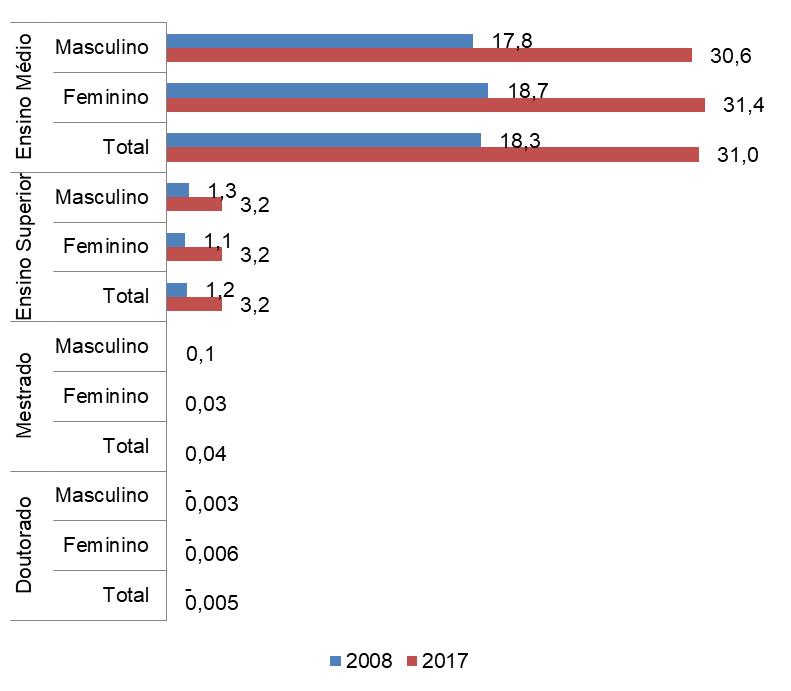 Ensino Médio
Masculino 17,8 30,6
Feminino 18,7 31,4
Total 18,3 31,0
Ensino Superior
Masculino 1,3 3,2
Feminino 1,1 3,2
Total 1,2 3,2
Mestrado
Masculino 0,1
Feminino 0,03
Total 0,04
Doutorado
Masculino - 0,003
Feminino - 0,006
Total - 0,005
2008 2017